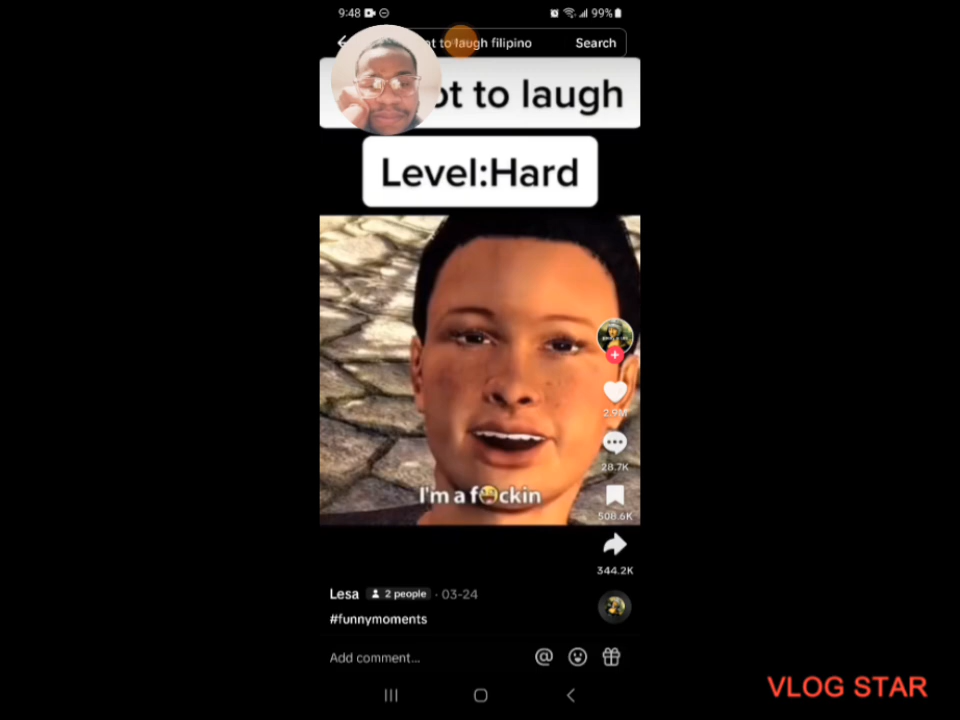 9:48
99%
ot to laugh filipino
Search
ot to laugh
Level:Hard
I'm a f😜ckin
2.9M
28.7K
508.6K
344.2K
Lesa 2 people · 03-24
#funnymoments
Add comment...
VLOG STAR